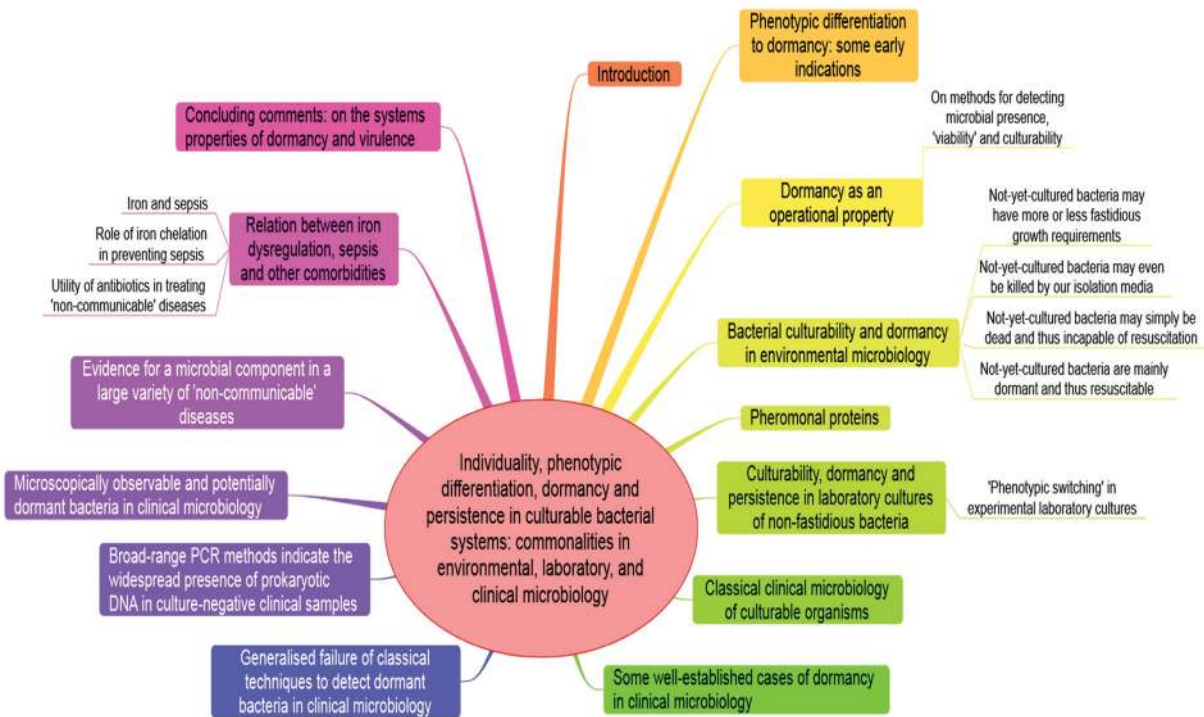 Introduction
Phenotypic differentiation
to dormancy: some early
indications
On methods for detecting
microbial presence,
'viability' and culturability
Dormancy as an
operational property
Not-yet-cultured bacteria may
have more or less fastidious
growth requirements
Not-yet-cultured bacteria may even
be killed by our isolation media
Bacterial culturability and dormancy
in environmental microbiology
Not-yet-cultured bacteria may simply be
dead and thus incapable of resuscitation
Not-yet-cultured bacteria are mainly
dormant and thus resuscitable
Pheromonal proteins
Culturability, dormancy and
persistence in laboratory cultures
of non-fastidious bacteria
'Phenotypic switching' in
experimental laboratory cultures
Classical clinical microbiology
of culturable organisms
Some well-established cases of dormancy
in clinical microbiology
Generalised failure of classical
techniques to detect dormant
bacteria in clinical microbiology
Broad-range PCR methods indicate the
widespread presence of prokaryotic
DNA in culture-negative clinical samples
Microscopically observable and potentially
dormant bacteria in clinical microbiology
Evidence for a microbial component in a
large variety of 'non-communicable'
diseases
Relation between iron
dysregulation, sepsis
and other comorbidities
Iron and sepsis
Role of iron chelation
in preventing sepsis
Utility of antibiotics in treating
'non-communicable' diseases
Concluding comments: on the systems
properties of dormancy and virulence
Individuality, phenotypic
differentiation, dormancy and
persistence in culturable bacterial
systems: commonalities in
environmental, laboratory, and
clinical microbiology